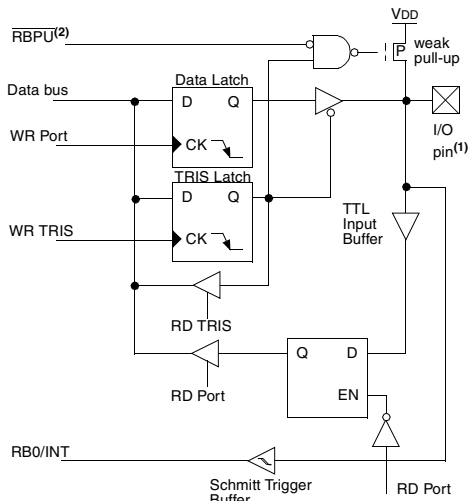 VDD
RBPU(2)
P weak
pull-up
Data bus
Data Latch
D Q
I/O
pin(1)
WR Port
CK
TRIS Latch
D Q
TTL
Input
Buffer
WR TRIS
CK
RD TRIS
Q D
EN
RD Port
RB0/INT
Schmitt Trigger
Buffer
RD Port